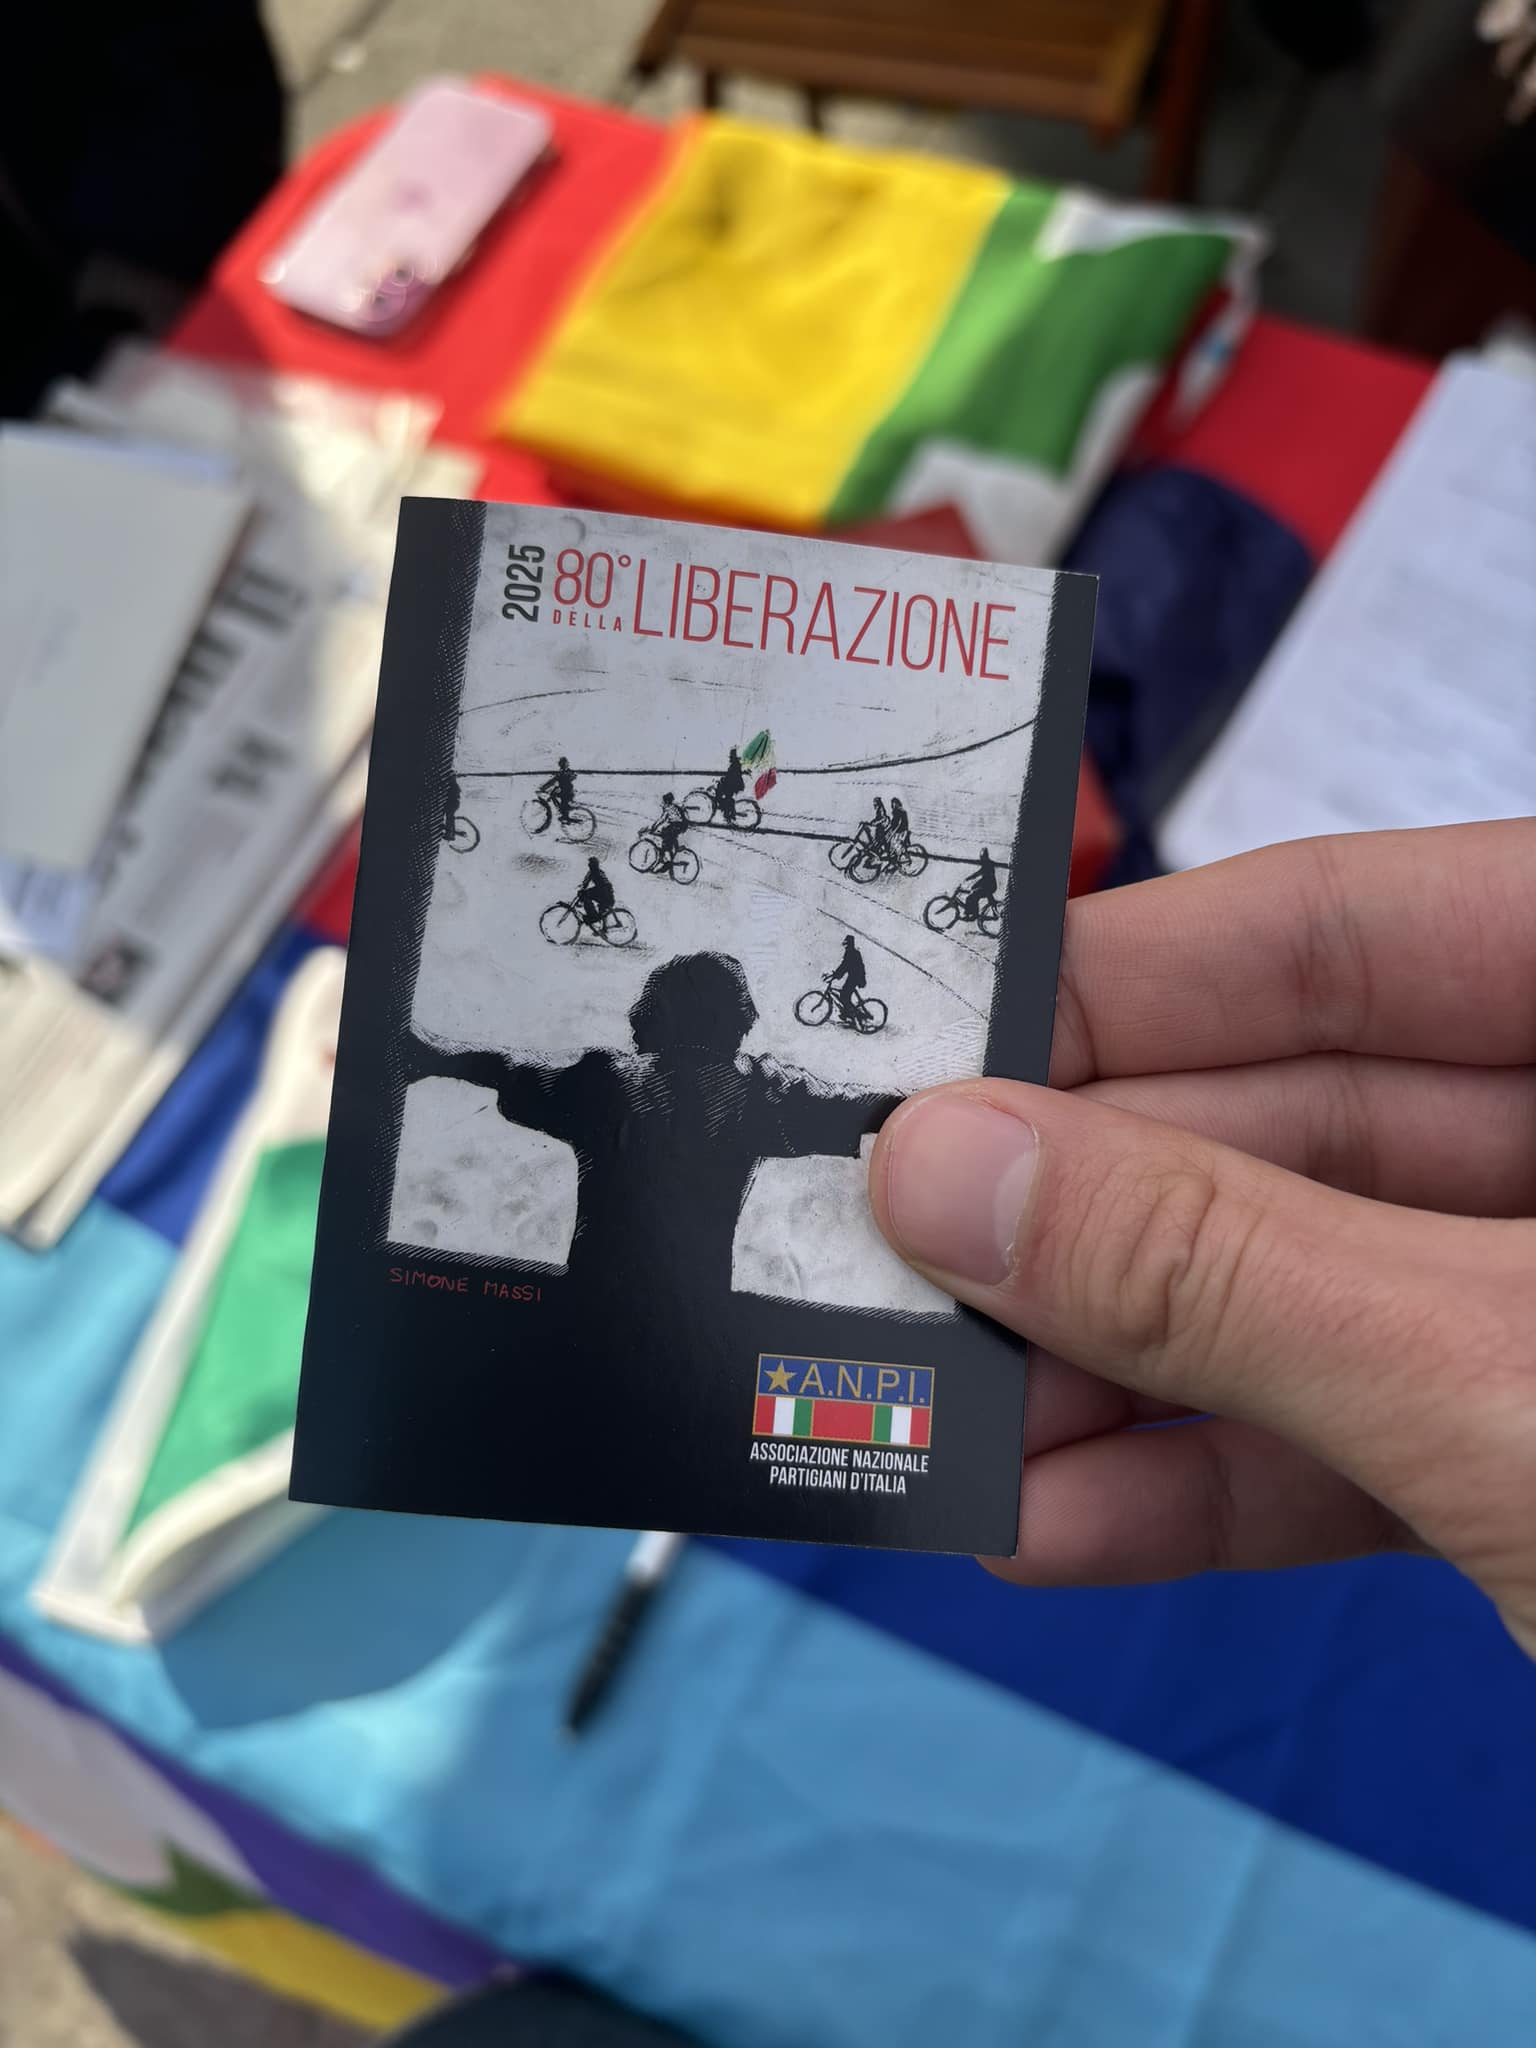 2025
80° DELLA LIBERAZIONE
SIMONE MASSI
A.N.P.I.
ASSOCIAZIONE NAZIONALE
PARTIGIANI D'ITALIA